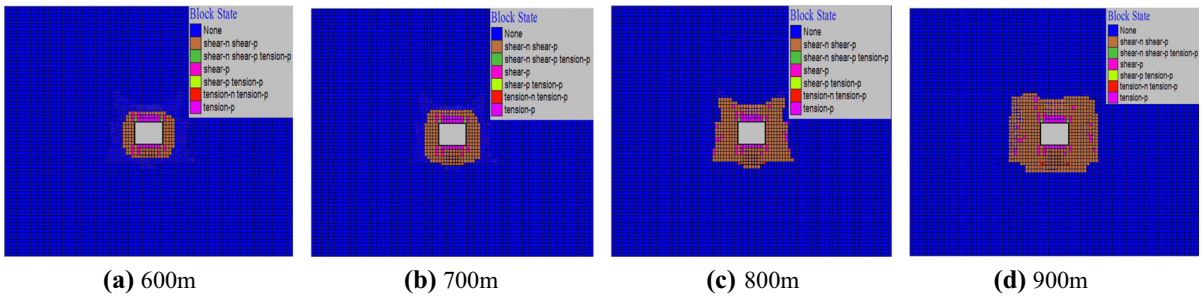 Block State
None
shear-n shear-p
shear-n shear-p tension-p
shear-p
shear-p tension-p
tension-n tension-p
tension-p
(a) 600m
Block State
None
shear-n shear-p
shear-n shear-p tension-p
shear-p
shear-p tension-p
tension-n tension-p
tension-p
(b) 700m
Block State
None
shear-n shear-p
shear-n shear-p tension-p
shear-p
shear-p tension-p
tension-n tension-p
tension-p
(c) 800m
Block State
None
shear-n shear-p
shear-n shear-p tension-p
shear-p
shear-p tension-p
tension-n tension-p
tension-p
(d) 900m